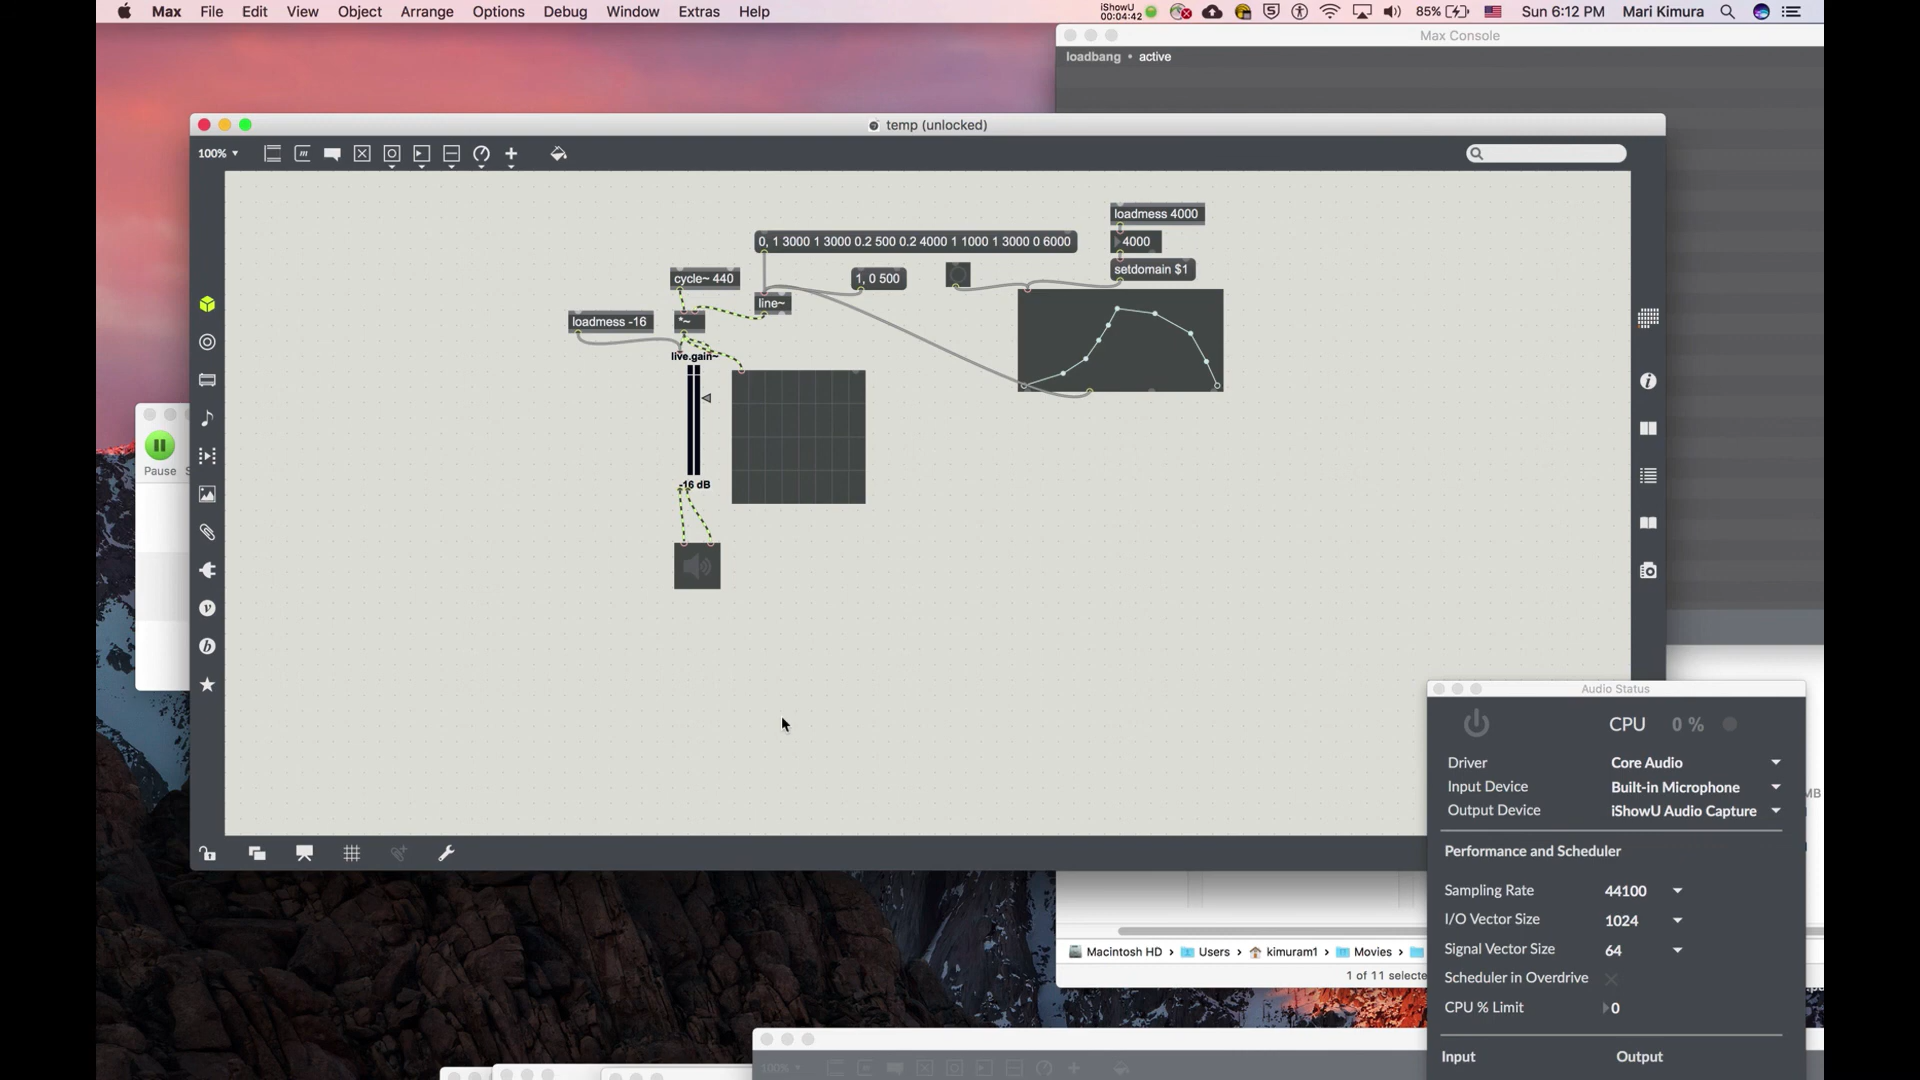 Max File Edit View Object Arrange Options Debug Window Extras Help
iShowU
00:04:42
85%
Sun 6:12 PM Mari Kimura
Max Console
loadbang • active
temp (unlocked)
100%
loadmess 4000
0, 1 3000 1 3000 0.2 500 0.2 4000 1 1000 1 3000 0 6000
4000
cycle~ 440
1, 0 500
setdomain $1
line~
loadmess -16
*~
live.gain~
-16 dB
Pause
S
Audio Status
CPU 0 %
Driver Core Audio
Input Device Built-in Microphone
MB
Output Device iShowU Audio Capture
Performance and Scheduler
Sampling Rate 44100
I/O Vector Size 1024
Signal Vector Size 64
Scheduler in Overdrive
CPU % Limit 0
Input Output
Macintosh HD › Users › kimuram1 › Movies ›
1 of 11 selecte
100%